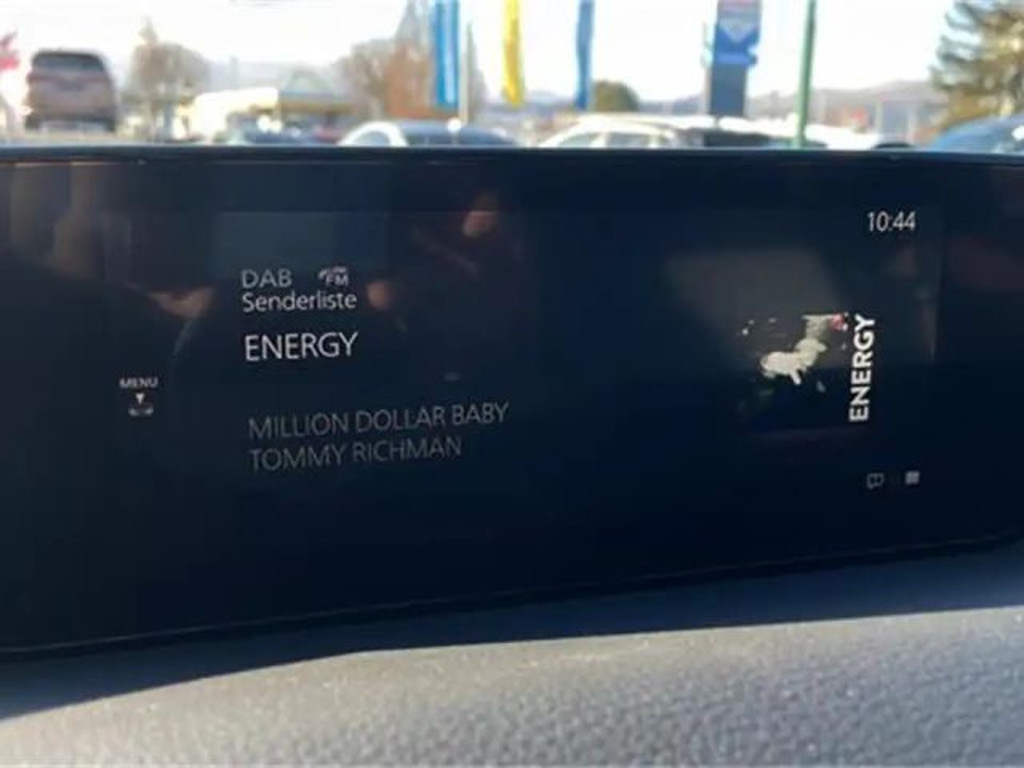 10:44
DAB FM
Senderliste
ENERGY
MENU
MILLION DOLLAR BABY
TOMMY RICHMAN
ENERGY